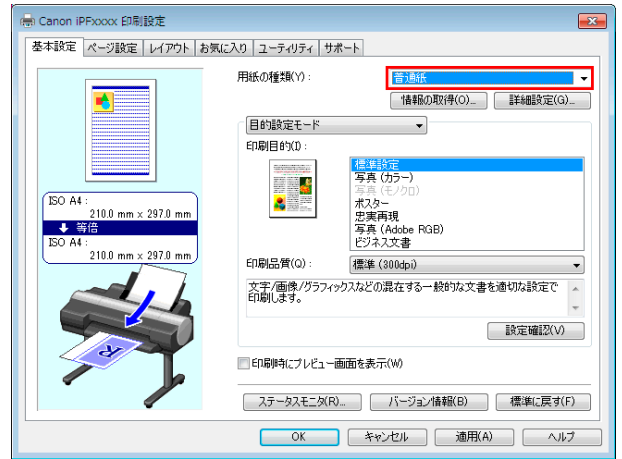 Canon iPFxxxx 印刷設定
基本設定 ページ設定 レイアウト お気に入り ユーティリティ サポート
用紙の種類(Y)： 普通紙
情報の取得(O)... 詳細設定(G)...
目的設定モード
印刷目的(I)：
標準設定
写真 (カラー)
写真 (モノクロ)
ポスター
忠実再現
写真 (Adobe RGB)
ビジネス文書
ISO A4：
210.0 mm x 297.0 mm
等倍
ISO A4：
210.0 mm x 297.0 mm
印刷品質(Q)： 標準 (300dpi)
文字/画像/グラフィックスなどの混在する一般的な文書を適切な設定で
印刷します。
設定確認(V)
印刷時にプレビュー画面を表示(W)
ステータスモニタ(R)... バージョン情報(B) 標準に戻す(F)
OK キャンセル 適用(A) ヘルプ